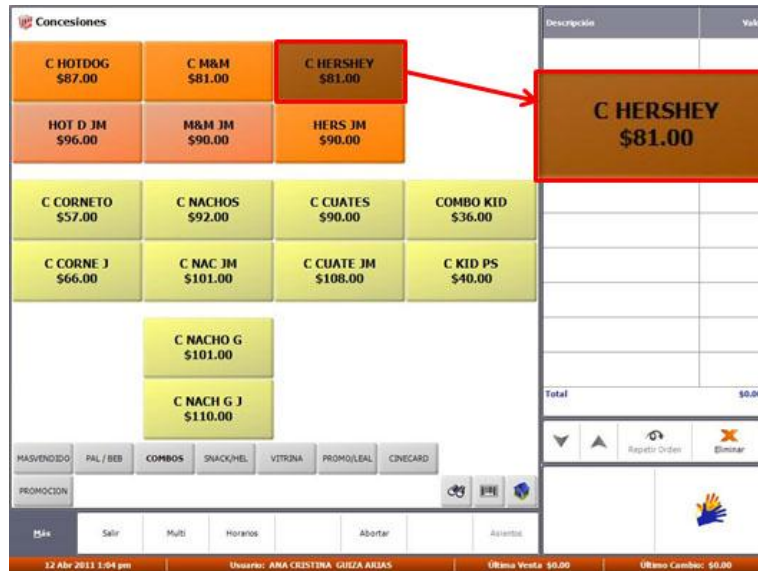 Concesiones
C HOTDOG
$87.00
C M&M
$81.00
C HERSHEY
$81.00
HOT D JM
$96.00
M&M JM
$90.00
HERS JM
$90.00
C CORNETO
$57.00
C NACHOS
$92.00
C CUATES
$90.00
COMBO KID
$36.00
C CORNE J
$66.00
C NAC JM
$101.00
C CUATE JM
$108.00
C KID PS
$40.00
C NACHO G
$101.00
C NACH G J
$110.00
MASVENDIDO PAL / BEB COMBOS SNACK/HEL VITRINA PROMO/LEAL CINECARD
PROMOCION
Máx Salir Multi Horarios Abortar Asientos
Descripción
C HERSHEY
$81.00
Total
Repetir Orden Eliminar
12 Abr 2011 1:04 pm Usuario: ANA CRISTINA GUIZA ARIAS Última Venta $0.00 Último Cambio: $0.00